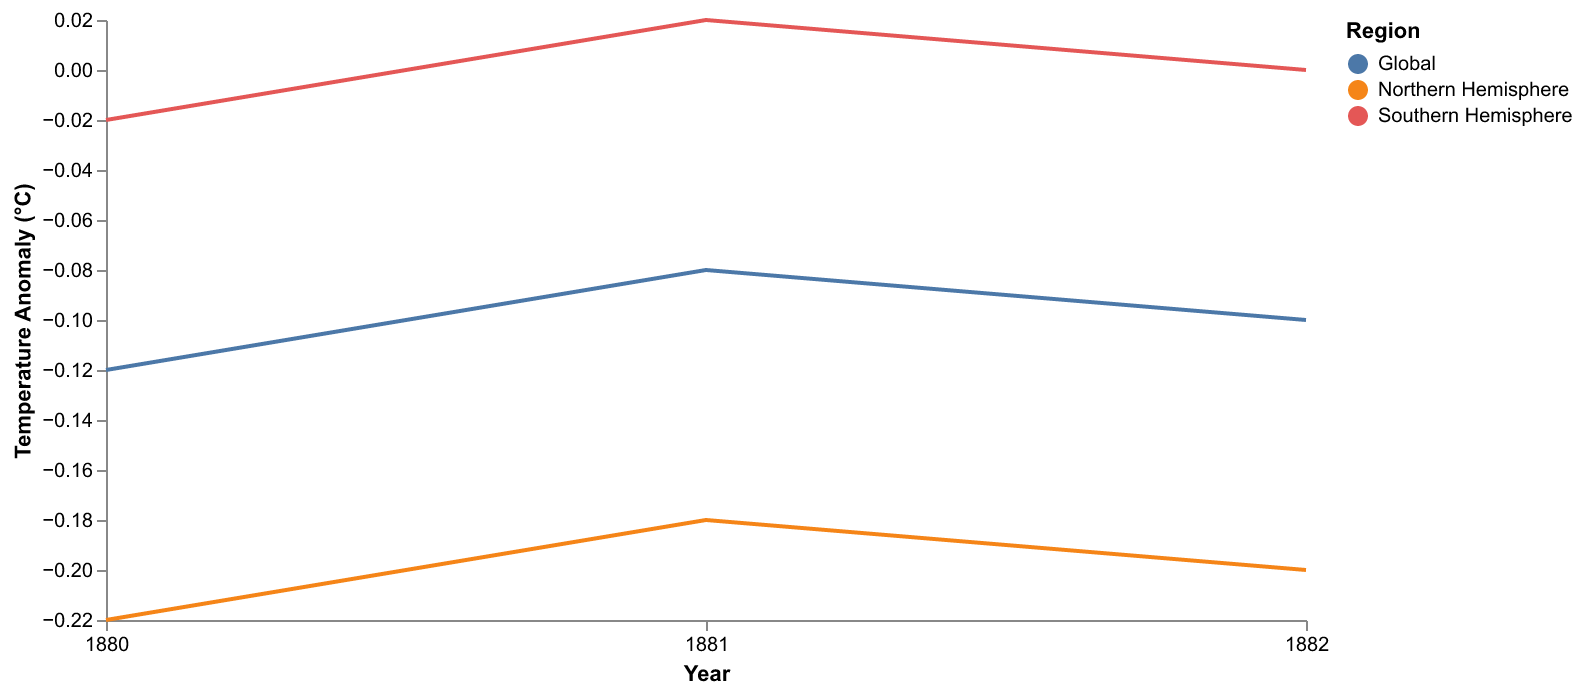 0.02
0.00
−0.02
−0.04
−0.06
−0.08
−0.10
−0.12
−0.14
−0.16
−0.18
−0.20
−0.22
Temperature Anomaly (°C)
1880
1881
1882
Year
Region
Global
Northern Hemisphere
Southern Hemisphere